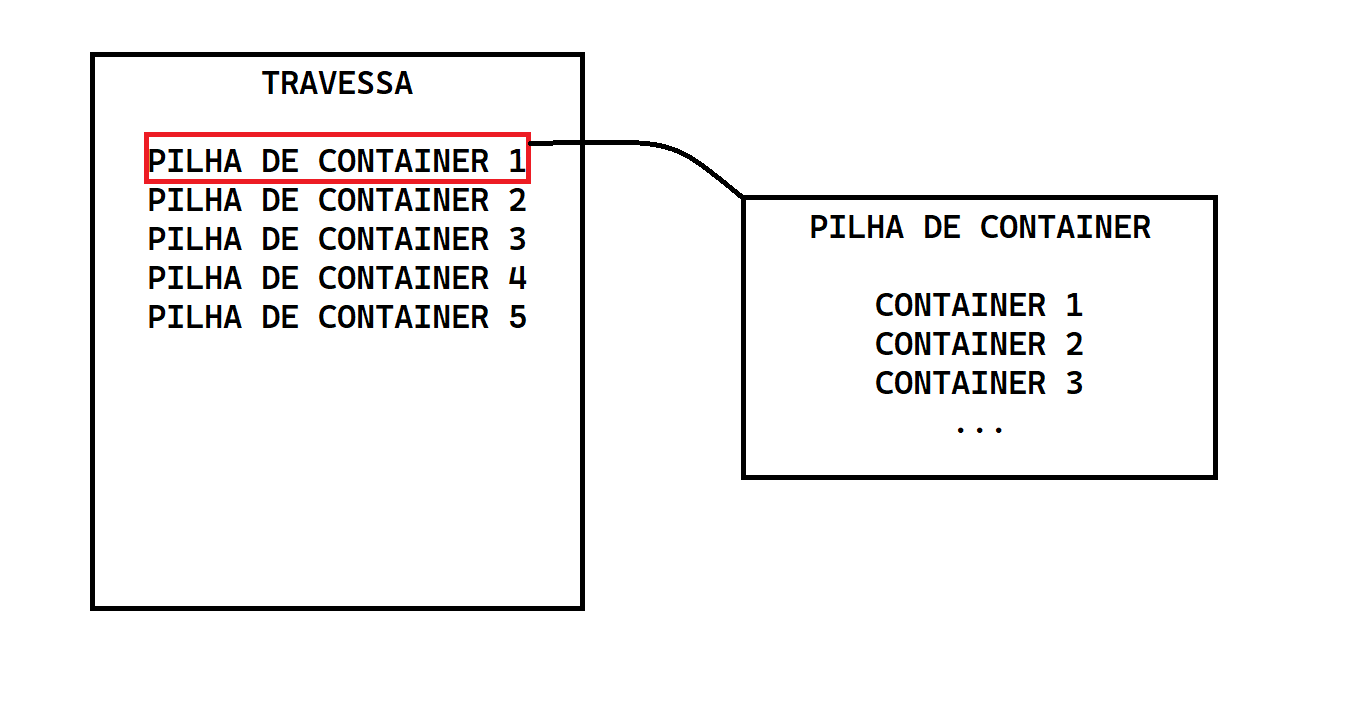 TRAVESSA
PILHA DE CONTAINER 1
PILHA DE CONTAINER 2
PILHA DE CONTAINER 3
PILHA DE CONTAINER 4
PILHA DE CONTAINER 5
PILHA DE CONTAINER
CONTAINER 1
CONTAINER 2
CONTAINER 3
...